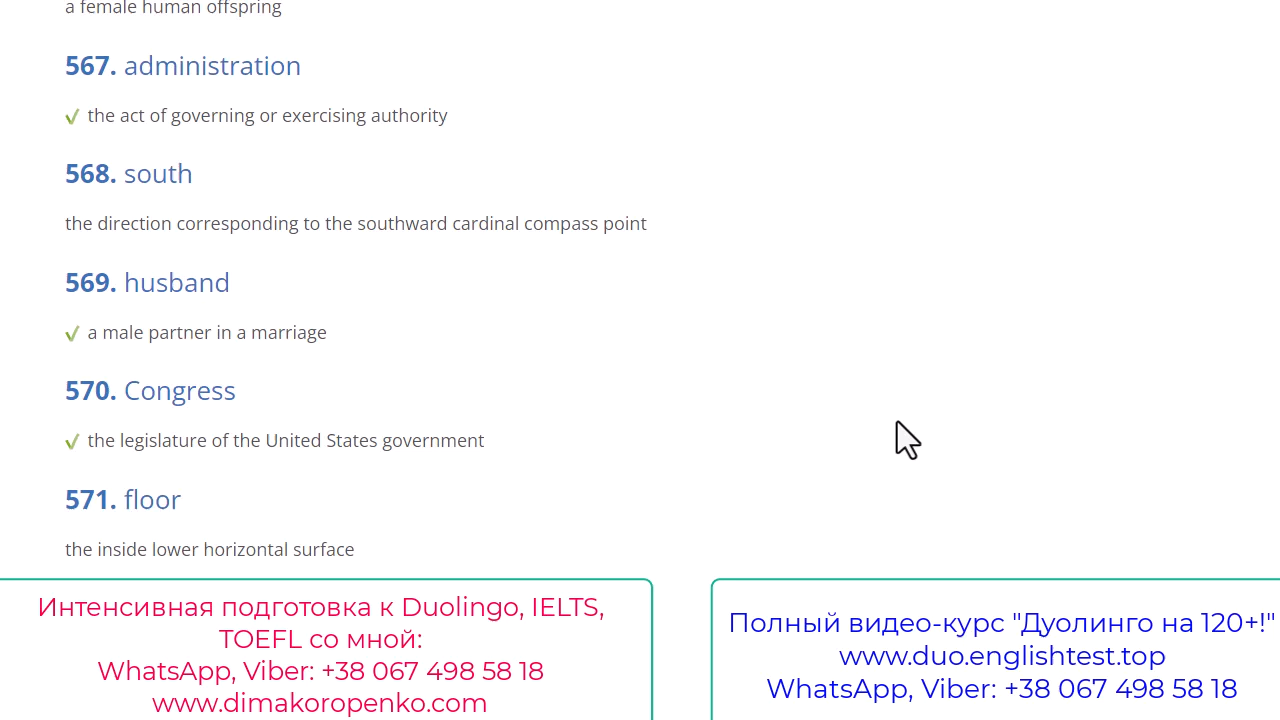 a female human offspring
567. administration
the act of governing or exercising authority
568. south
the direction corresponding to the southward cardinal compass point
569. husband
a male partner in a marriage
570. Congress
the legislature of the United States government
571. floor
the inside lower horizontal surface
Интенсивная подготовка к Duolingo, IELTS,
TOEFL со мной:
WhatsApp, Viber: +38 067 498 58 18
www.dimakoropenko.com
Полный видео-курс "Дуолинго на 120+!"
www.duo.englishtest.top
WhatsApp, Viber: +38 067 498 58 18